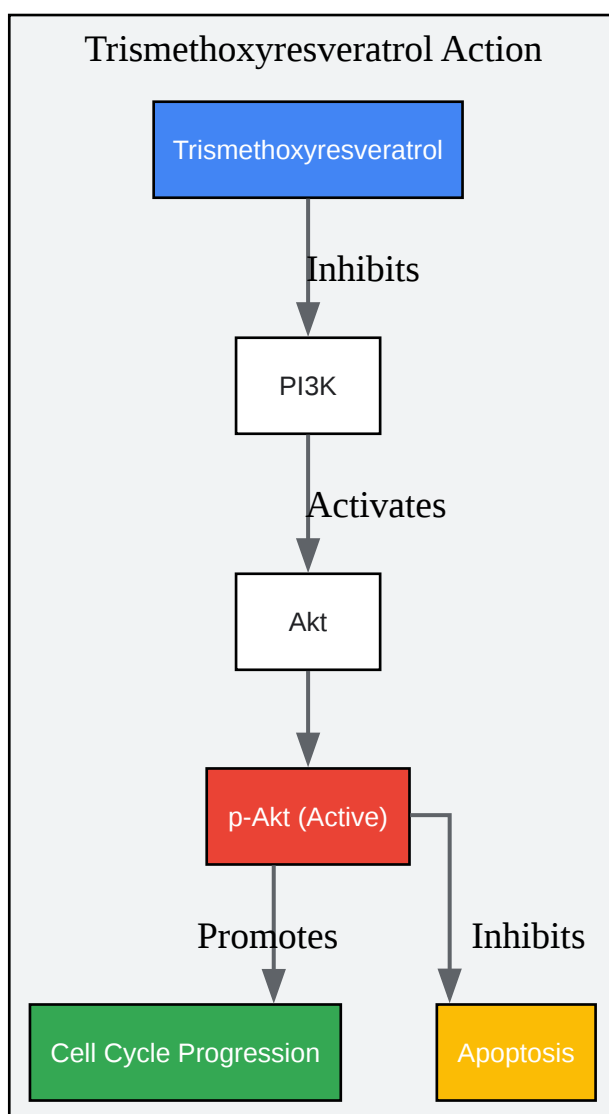 Trismethoxyresveratrol Action
Trismethoxyresveratrol
Inhibits
PI3K
Activates
Akt
p-Akt (Active)
Promotes
Inhibits
Cell Cycle Progression
Apoptosis